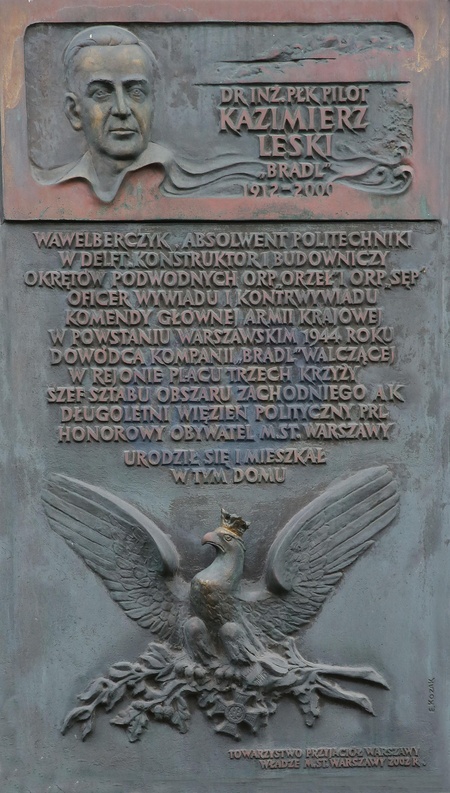 DR INŻ. PŁK PILOT
KAZIMIERZ
LESKI
„BRADL”
1912-2000
WAWELBERCZYK, ABSOLWENT POLITECHNIKI
W DELFT, KONSTRUKTOR I BUDOWNICZY
OKRĘTÓW PODWODNYCH ORP„ORZEŁ” I ORP„SĘP”
OFICER WYWIADU I KONTRWYWIADU
KOMENDY GŁÓWNEJ ARMII KRAJOWEJ
W POWSTANIU WARSZAWSKIM 1944 ROKU
DOWÓDCA KOMPANII „BRADL” WALCZĄCEJ
W REJONIE PLACU TRZECH KRZYŻY
SZEF SZTABU OBSZARU ZACHODNIEGO AK
DŁUGOLETNI WIĘZIEŃ POLITYCZNY PRL
HONOROWY OBYWATEL M.ST. WARSZAWY
URODZIŁ SIĘ I MIESZKAŁ
W TYM DOMU
E.KOZAK
TOWARZYSTWO PRZYJACIÓŁ WARSZAWY
WŁADZE M.ST. WARSZAWY 2002 R.